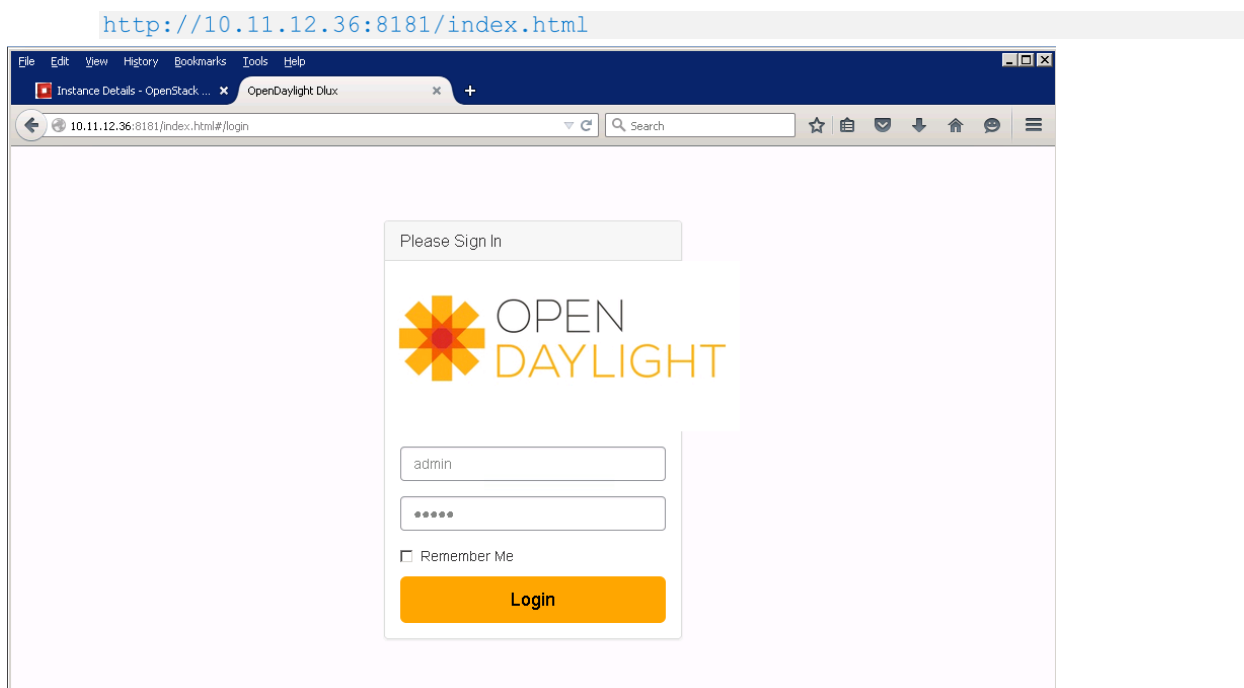 http://10.11.12.36:8181/index.html
File Edit View History Bookmarks Tools Help
Instance Details - OpenStack ... OpenDaylight Dlux
10.11.12.36:8181/index.html#/login Search
Please Sign In
OPEN
DAYLIGHT
admin
Remember Me
Login